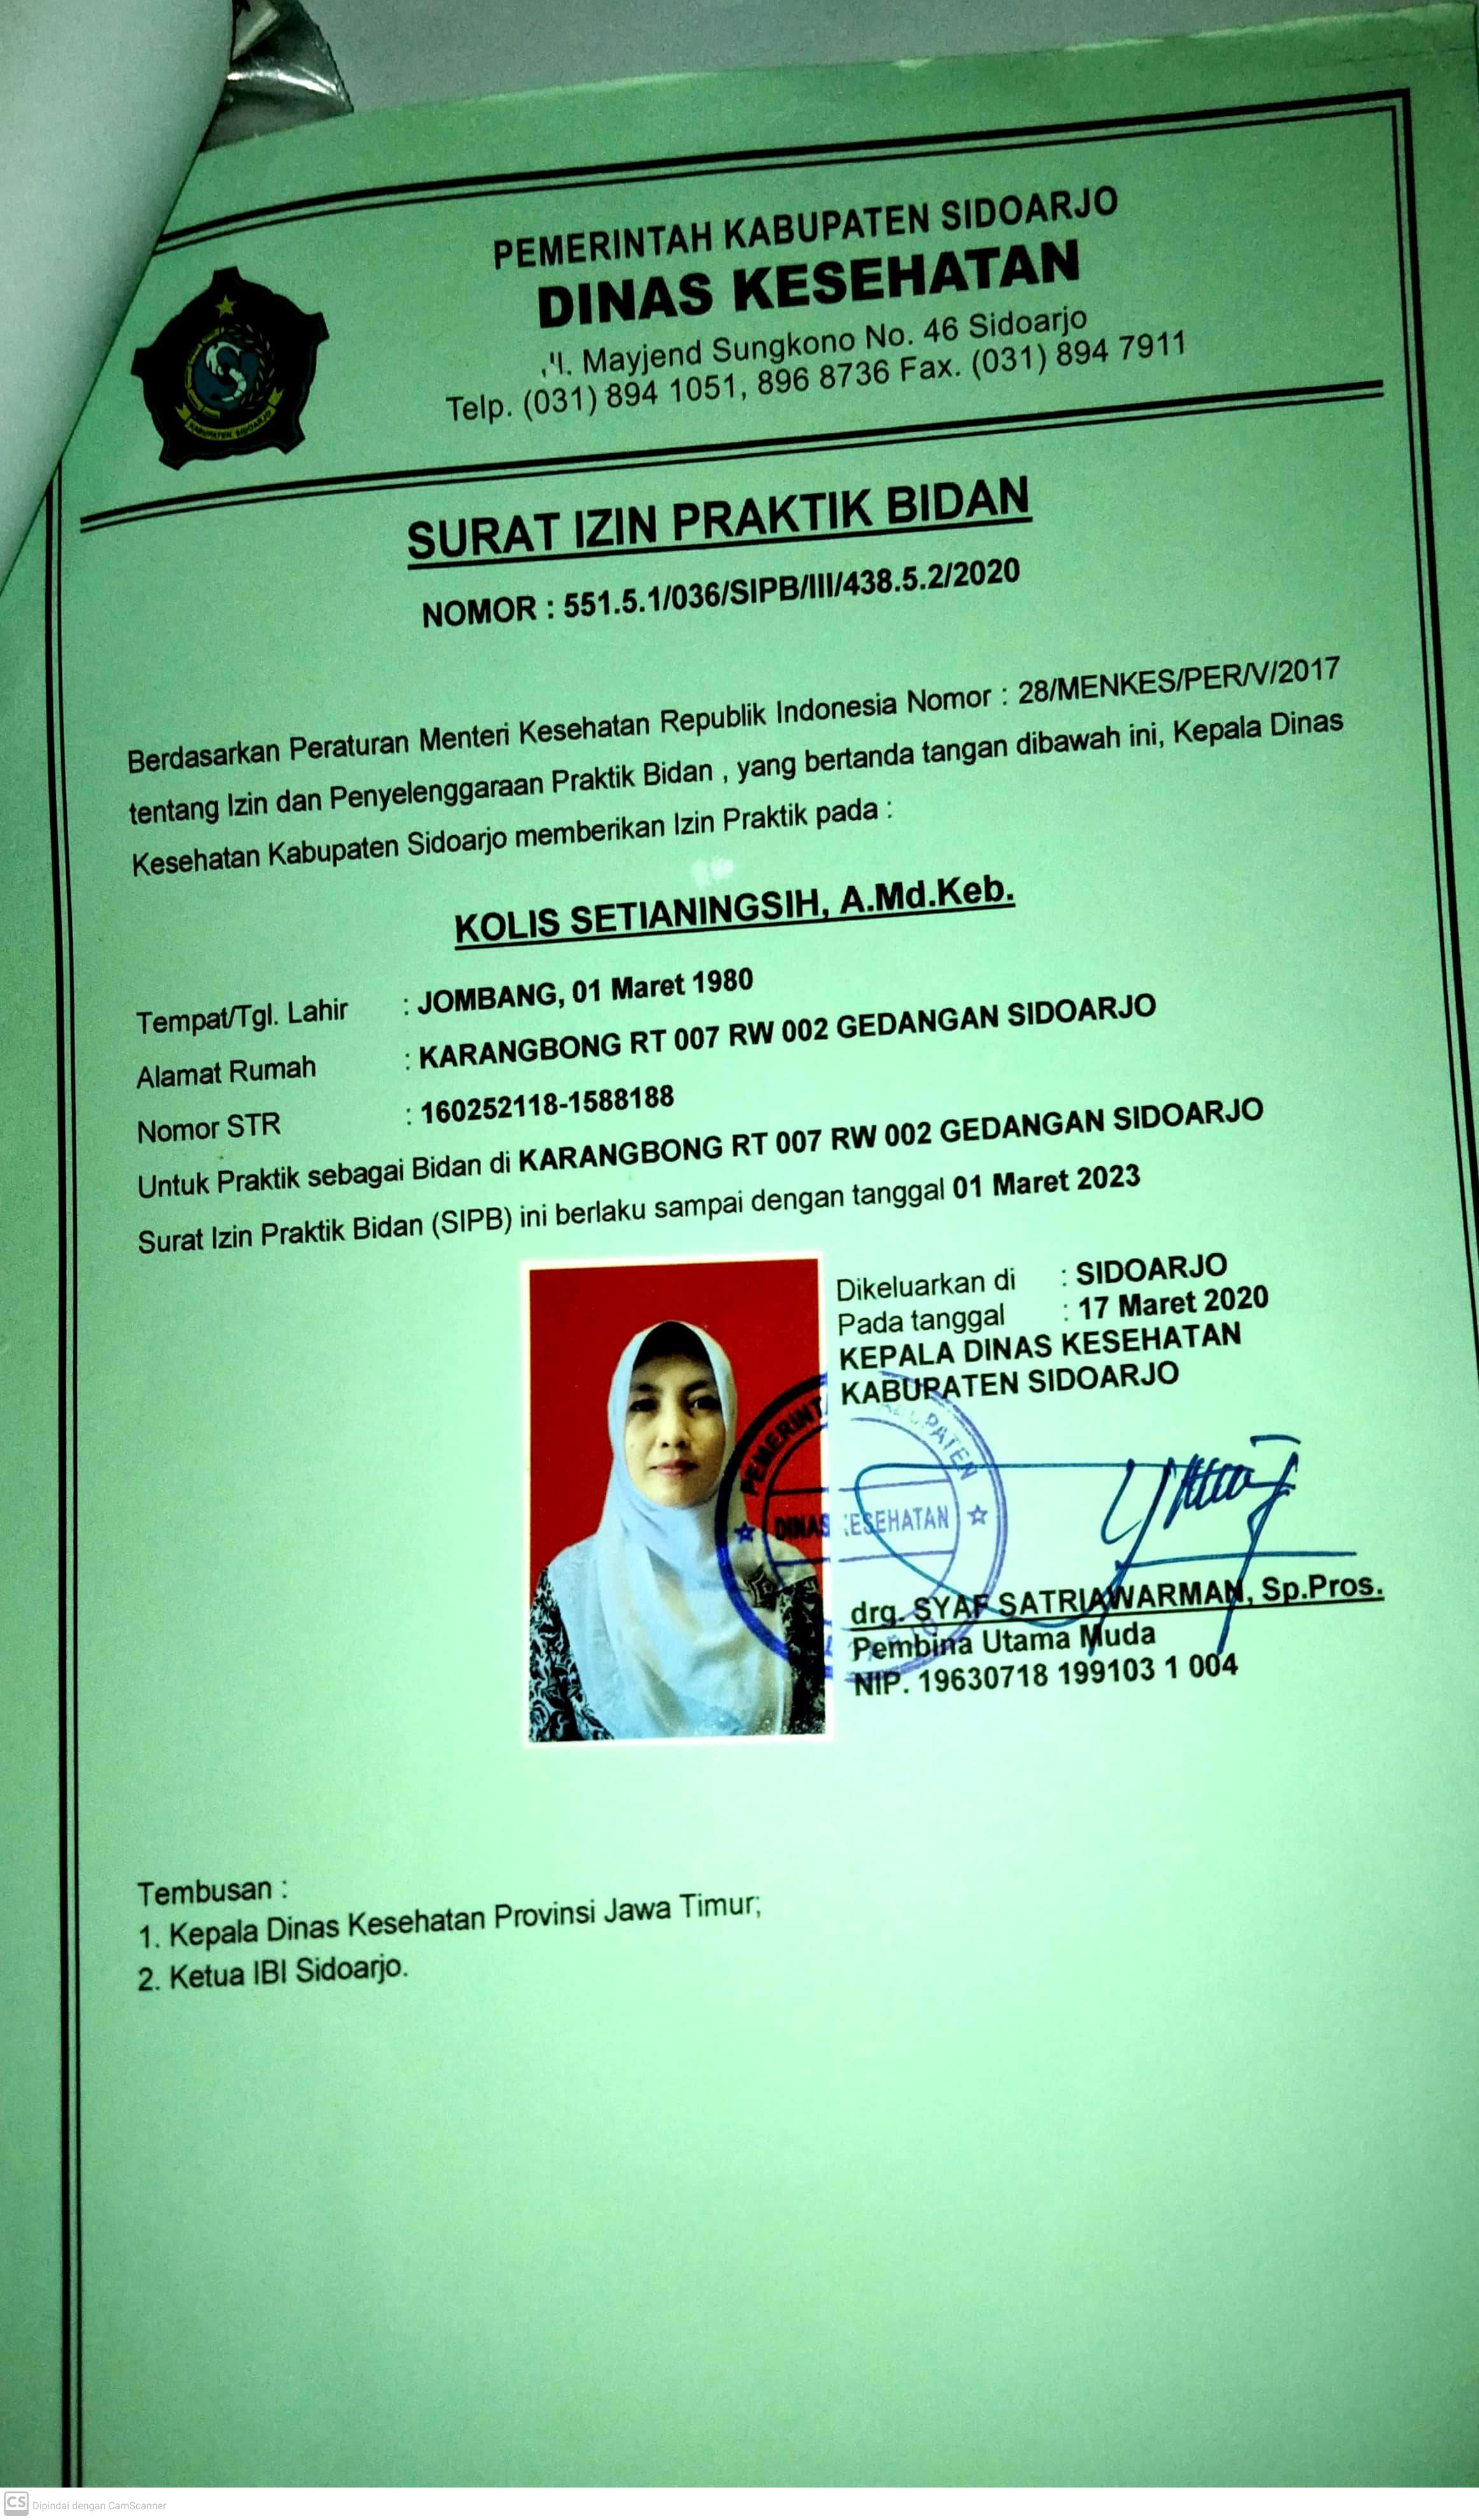 PEMERINTAH KABUPATEN SIDOARJO
DINAS KESEHATAN
Mayjend Sungkono No. 46 Sidoarjo
Telp. (031) 894 1051, 896 8736 Fax. (031) 894 7911
KABUPATEN SIDOARJO
SURAT IZIN PRAKTIK BIDAN
NOMOR : 551.5.1/036/SIPB/III/438.5.2/2020
Berdasarkan Peraturan Menteri Kesehatan Republik Indonesia Nomor : 28/MENKES/PER/V/2017
tentang Izin dan Penyelenggaraan Praktik Bidan , yang bertanda tangan dibawah ini, Kepala Dinas
Kesehatan Kabupaten Sidoarjo memberikan Izin Praktik pada :
KOLIS SETIANINGSIH, A.Md.Keb.
Tempat/Tgl. Lahir : JOMBANG, 01 Maret 1980
Alamat Rumah : KARANGBONG RT 007 RW 002 GEDANGAN SIDOARJO
Nomor STR : 160252118-1588188
Untuk Praktik sebagai Bidan di KARANGBONG RT 007 RW 002 GEDANGAN SIDOARJO
Surat Izin Praktik Bidan (SIPB) ini berlaku sampai dengan tanggal 01 Maret 2023
Dikeluarkan di : SIDOARJO
Pada tanggal : 17 Maret 2020
KEPALA DINAS KESEHATAN
KABUPATEN SIDOARJO
DINAS KESEHATAN
drg. SYAF SATRIAWARMAN, Sp.Pros.
Pembina Utama Muda
NIP. 19630718 199103 1 004
Tembusan :
1. Kepala Dinas Kesehatan Provinsi Jawa Timur;
2. Ketua IBI Sidoarjo.
CS Dipindai dengan CamScanner